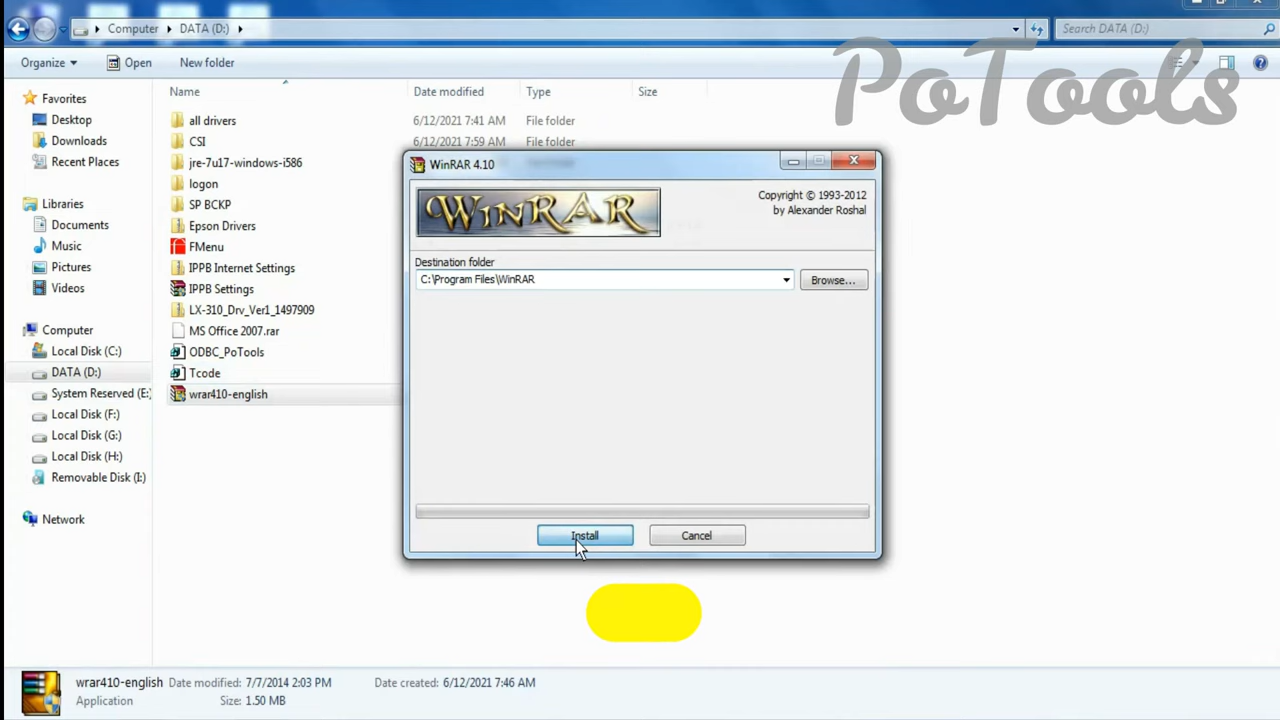 Computer
DATA (D:)
Search DATA (D:)
Organize
Open
New folder
PoTools
Favorites
Desktop
Downloads
Recent Places
Libraries
Documents
Music
Pictures
Videos
Computer
Local Disk (C:)
DATA (D:)
System Reserved (E:)
Local Disk (F:)
Local Disk (G:)
Local Disk (H:)
Removable Disk (I:)
Network
Name Date modified Type Size
all drivers 6/12/2021 7:41 AM File folder
CSI 6/12/2021 7:59 AM File folder
jre-7u17-windows-i586
logon
SP BCKP
Epson Drivers
FMenu
IPPB Internet Settings
IPPB Settings
LX-310_Drv_Ver1_1497909
MS Office 2007.rar
ODBC_PoTools
Tcode
wrar410-english
WinRAR 4.10
WinRAR
Copyright © 1993-2012
by Alexander Roshal
Destination folder
C:\Program Files\WinRAR
Browse...
Install
Cancel
wrar410-english Date modified: 7/7/2014 2:03 PM Date created: 6/12/2021 7:46 AM
Application Size: 1.50 MB